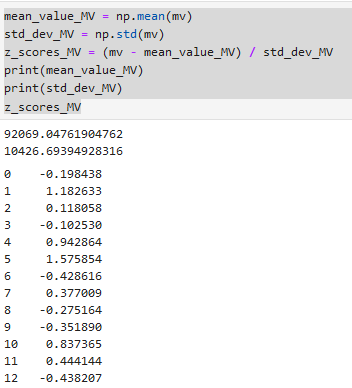 mean_value_MV = np.mean(mv)
std_dev_MV = np.std(mv)
z_scores_MV = (mv - mean_value_MV) / std_dev_MV
print(mean_value_MV)
print(std_dev_MV)
z_scores_MV
92069.04761904762
10426.69394928316
0 -0.198438
1 1.182633
2 0.118058
3 -0.102530
4 0.942864
5 1.575854
6 -0.428616
7 0.377009
8 -0.275164
9 -0.351890
10 0.837365
11 0.444144
12 -0.438207